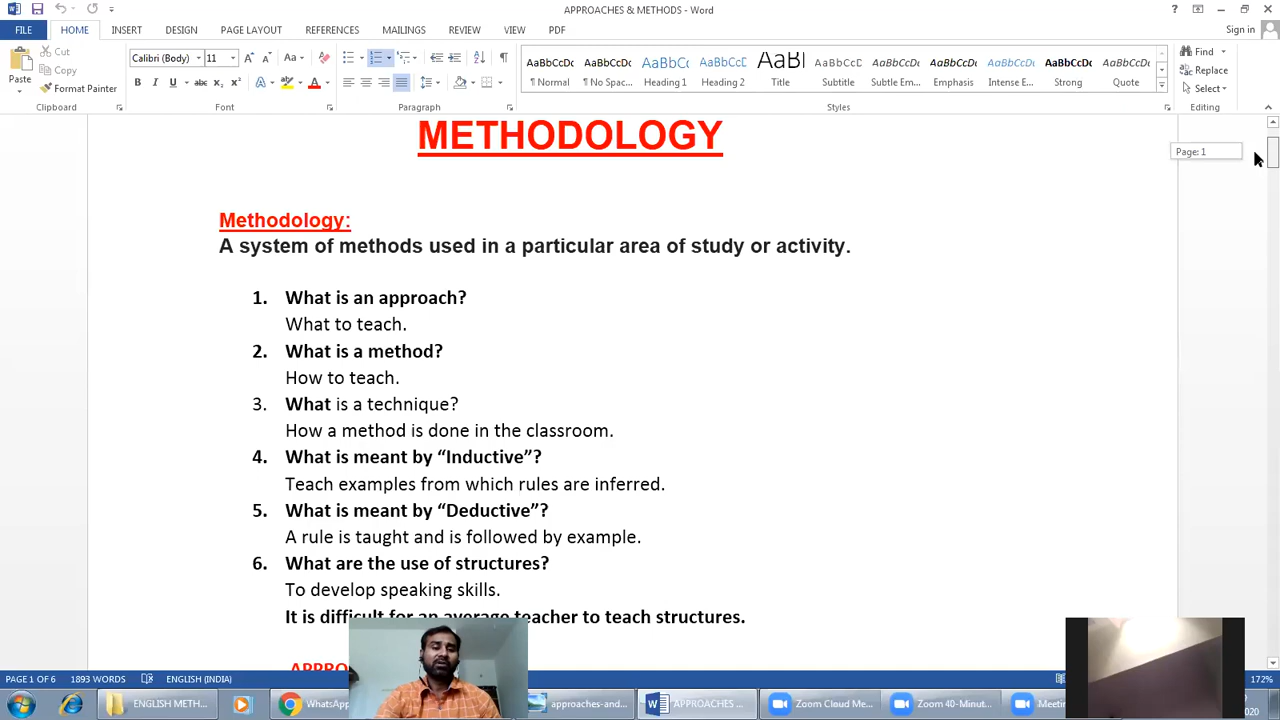 APPROACHES & METHODS - Word
Sign in
FILE HOME INSERT DESIGN PAGE LAYOUT REFERENCES MAILINGS REVIEW VIEW PDF
Cut
Copy
Format Painter
Paste
Clipboard
Calibri (Body) 11
Font
Paragraph
AaBbCcDc AaBbCcDc AaBbCc AaBbCcDc AaBl AaBbCcDc AaBbCcDc AaBbCcDc AaBbCcDc AaBbCcDc AaBbCcDc
¶ Normal ¶ No Spac... Heading 1 Heading 2 Title Subtitle Subtle Em... Emphasis Intense E... Strong Quote
Styles
Find
Replace
Select
Editing
METHODOLOGY
Page: 1
Methodology:
A system of methods used in a particular area of study or activity.
1. What is an approach?
What to teach.
2. What is a method?
How to teach.
3. What is a technique?
How a method is done in the classroom.
4. What is meant by “Inductive”?
Teach examples from which rules are inferred.
5. What is meant by “Deductive”?
A rule is taught and is followed by example.
6. What are the use of structures?
To develop speaking skills.
It is difficult for an average teacher to teach structures.
PAGE 1 OF 6 1893 WORDS ENGLISH (INDIA) 172%
ENGLISH METH... WhatsApp approaches-and... APPROACHES ... Zoom Cloud Me... Zoom 40-Minut... Meeting
2020